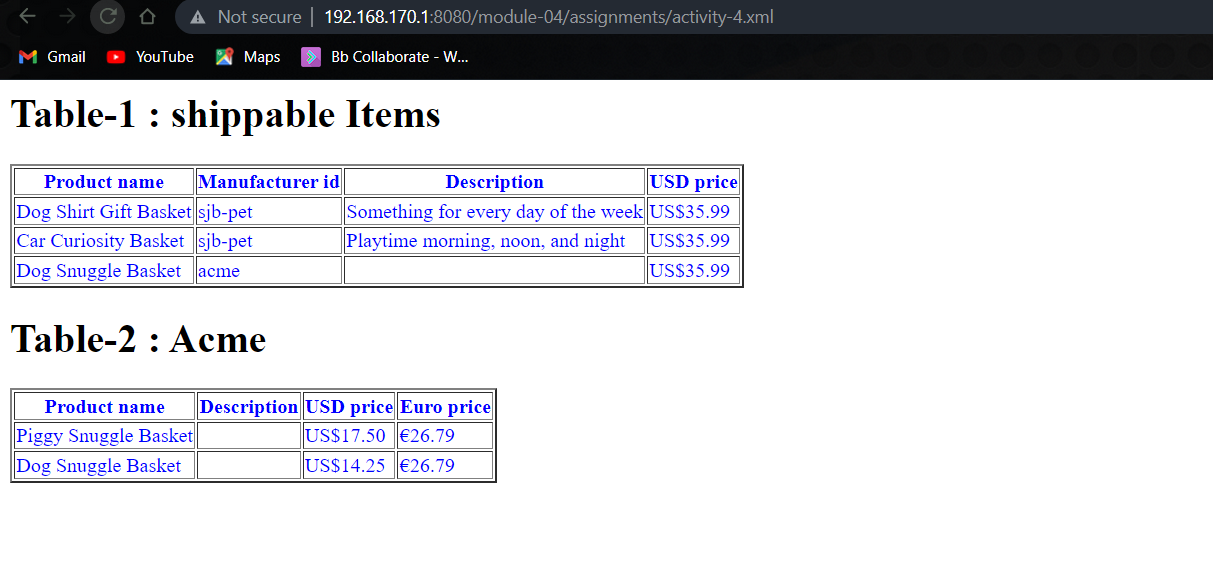 Not secure | 192.168.170.1:8080/module-04/assignments/activity-4.xml
Gmail YouTube Maps Bb Collaborate - W...
Table-1 : shippable Items
Product name Manufacturer id Description USD price
Dog Shirt Gift Basket sjb-pet Something for every day of the week US$35.99
Car Curiosity Basket sjb-pet Playtime morning, noon, and night US$35.99
Dog Snuggle Basket acme US$35.99
Table-2 : Acme
Product name Description USD price Euro price
Piggy Snuggle Basket US$17.50 €26.79
Dog Snuggle Basket US$14.25 €26.79